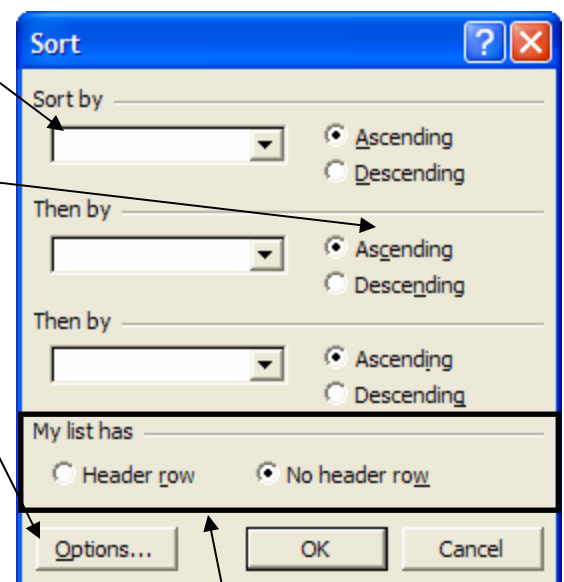 Sort
Sort by
Ascending
Descending
Then by
Ascending
Descending
Then by
Ascending
Descending
My list has
Header row No header row
Options... OK Cancel